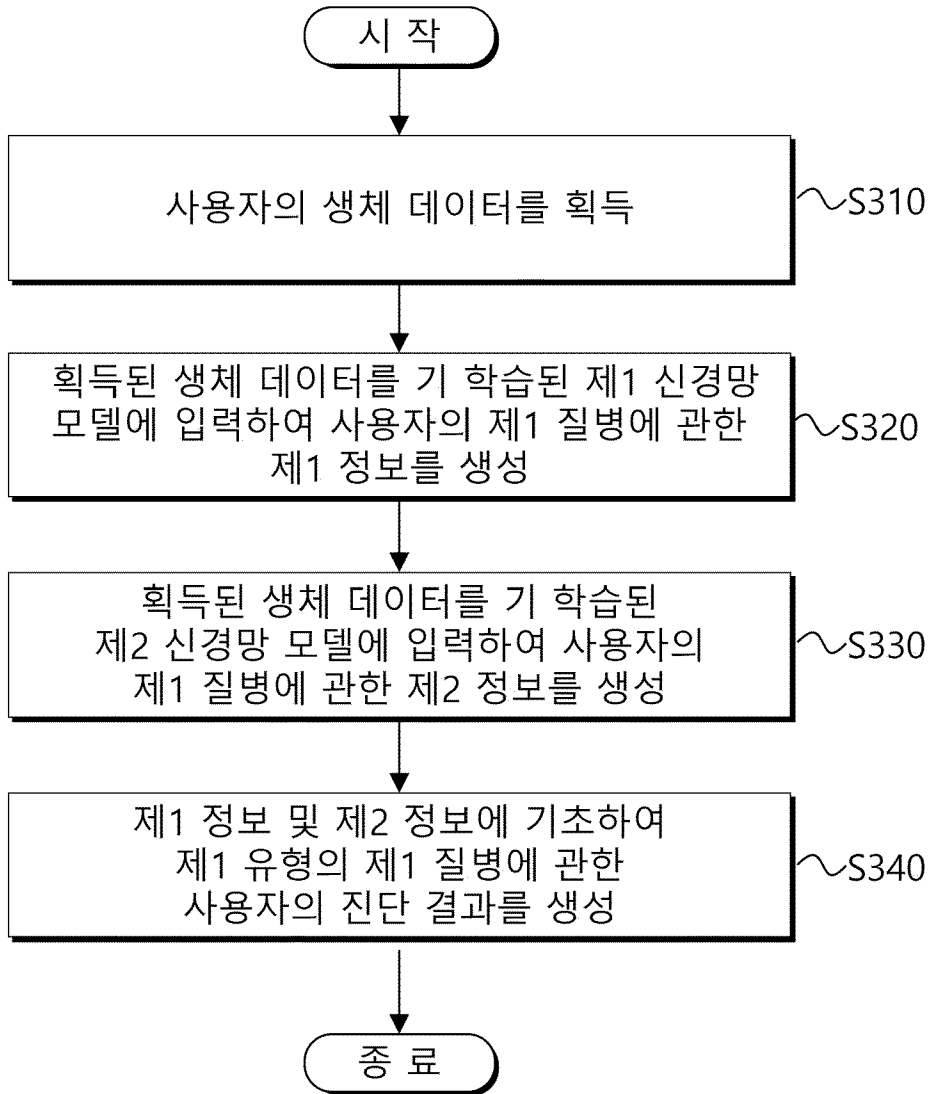 시 작
사용자의 생체 데이터를 획득
S310
획득된 생체 데이터를 기 학습된 제1 신경망
모델에 입력하여 사용자의 제1 질병에 관한
제1 정보를 생성
S320
획득된 생체 데이터를 기 학습된
제2 신경망 모델에 입력하여 사용자의
제1 질병에 관한 제2 정보를 생성
S330
제1 정보 및 제2 정보에 기초하여
제1 유형의 제1 질병에 관한
사용자의 진단 결과를 생성
S340
종 료